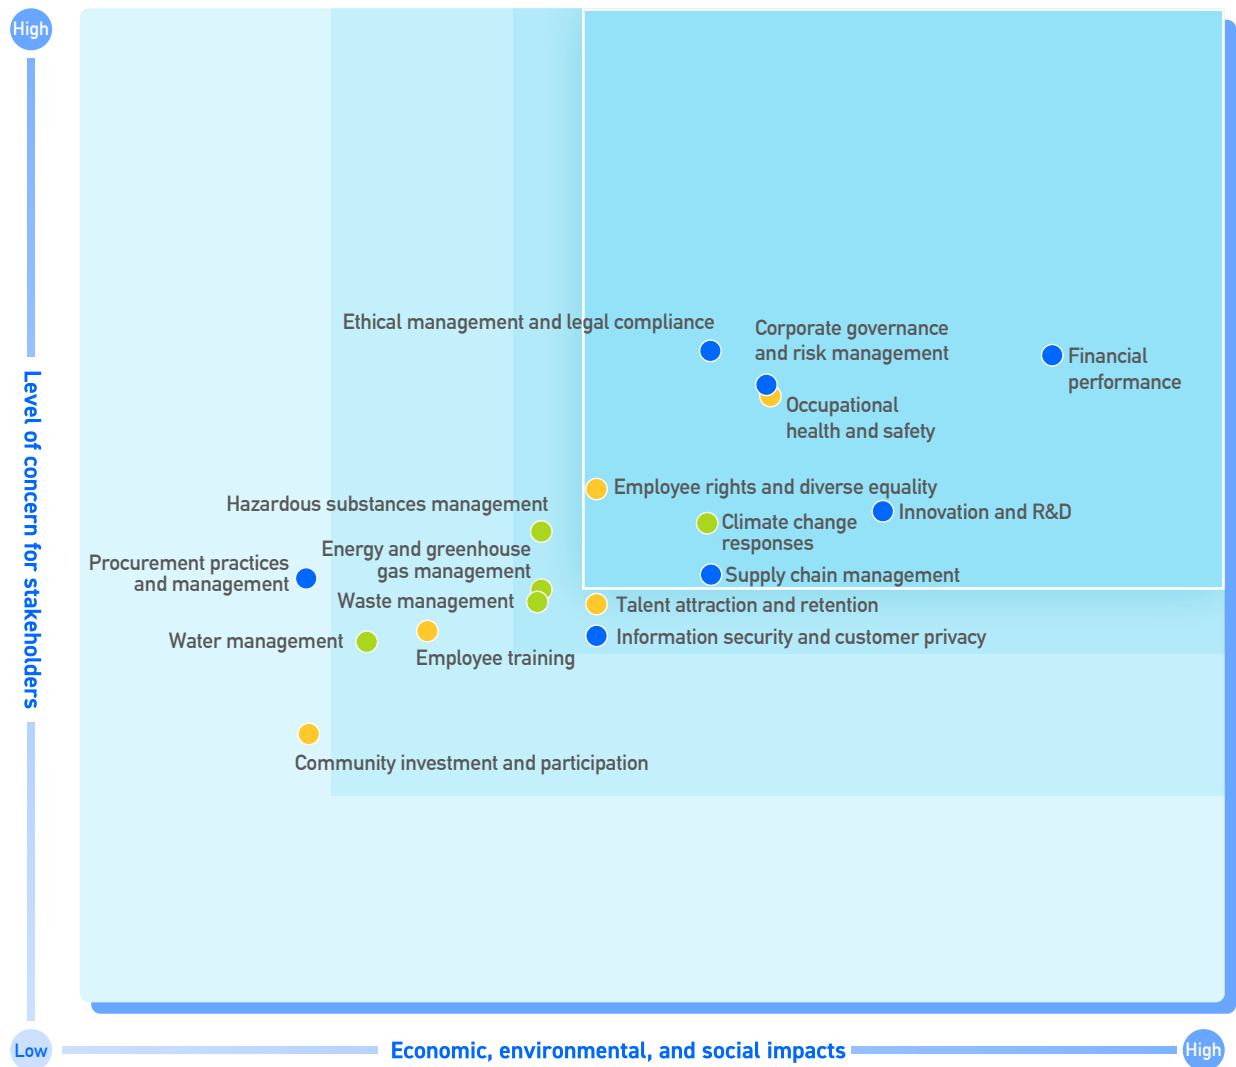 High
Level of concern for stakeholders
Ethical management and legal compliance
Corporate governance
and risk management
Financial
performance
Occupational
health and safety
Employee rights and diverse equality
Hazardous substances management
Innovation and R&D
Climate change
responses
Energy and greenhouse
gas management
Procurement practices
and management
Supply chain management
Waste management
Talent attraction and retention
Water management
Information security and customer privacy
Employee training
Community investment and participation
Low
Economic, environmental, and social impacts
High